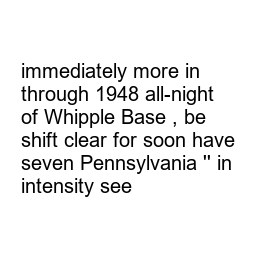 immediately more in
through 1948 all-night
of Whipple Base , be
shift clear for soon have
seven Pennsylvania '' in
intensity see